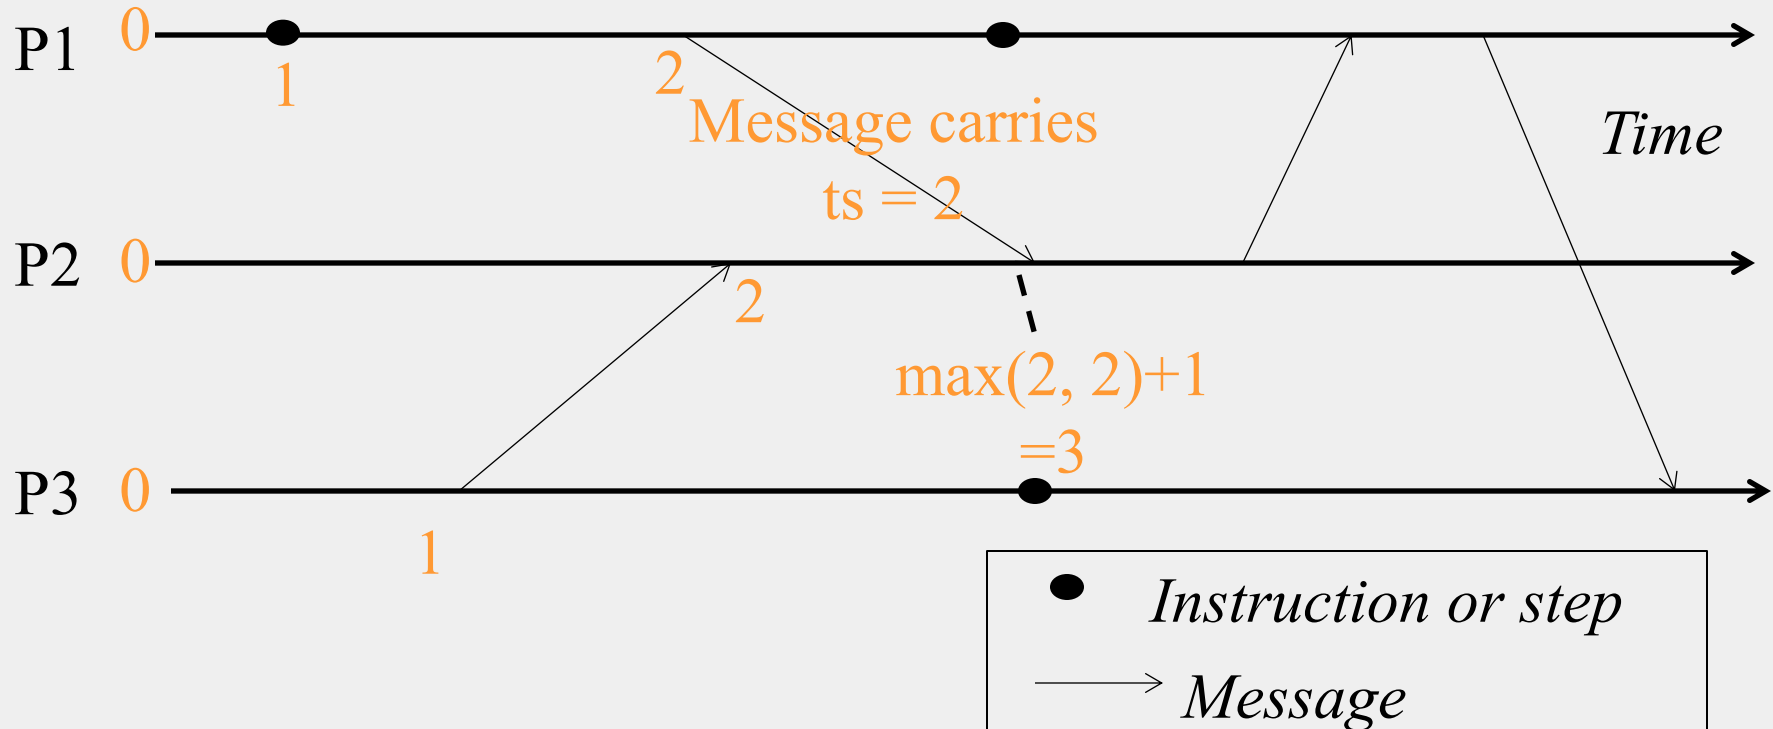 P1 0
1
2
Message carries
ts = 2
Time
P2 0
2
max(2, 2)+1
=3
P3 0
1
Instruction or step
Message